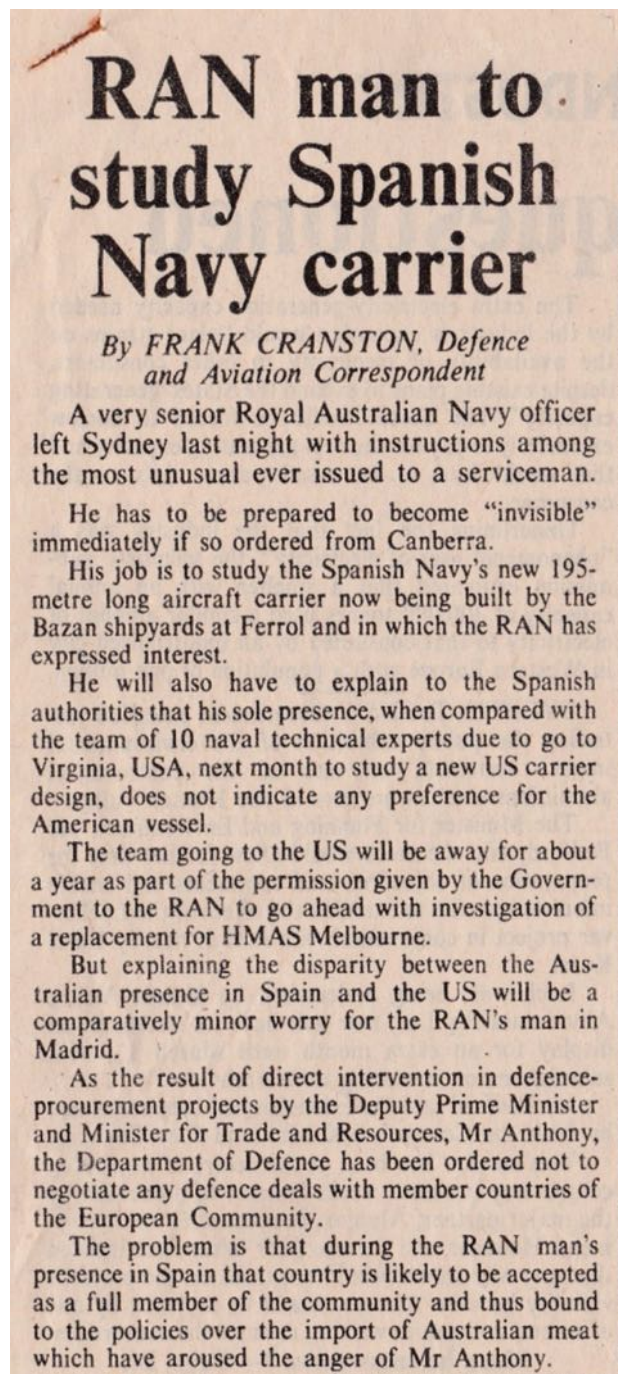 RAN man to
study Spanish
Navy carrier
By FRANK CRANSTON, Defence
and Aviation Correspondent
A very senior Royal Australian Navy officer
left Sydney last night with instructions among
the most unusual ever issued to a serviceman.
He has to be prepared to become “invisible”
immediately if so ordered from Canberra.
His job is to study the Spanish Navy’s new 195-
metre long aircraft carrier now being built by the
Bazan shipyards at Ferrol and in which the RAN has
expressed interest.
He will also have to explain to the Spanish
authorities that his sole presence, when compared with
the team of 10 naval technical experts due to go to
Virginia, USA, next month to study a new US carrier
design, does not indicate any preference for the
American vessel.
The team going to the US will be away for about
a year as part of the permission given by the Govern-
ment to the RAN to go ahead with investigation of
a replacement for HMAS Melbourne.
But explaining the disparity between the Aus-
tralian presence in Spain and the US will be a
comparatively minor worry for the RAN’s man in
Madrid.
As the result of direct intervention in defence-
procurement projects by the Deputy Prime Minister
and Minister for Trade and Resources, Mr Anthony,
the Department of Defence has been ordered not to
negotiate any defence deals with member countries of
the European Community.
The problem is that during the RAN man’s
presence in Spain that country is likely to be accepted
as a full member of the community and thus bound
to the policies over the import of Australian meat
which have aroused the anger of Mr Anthony.